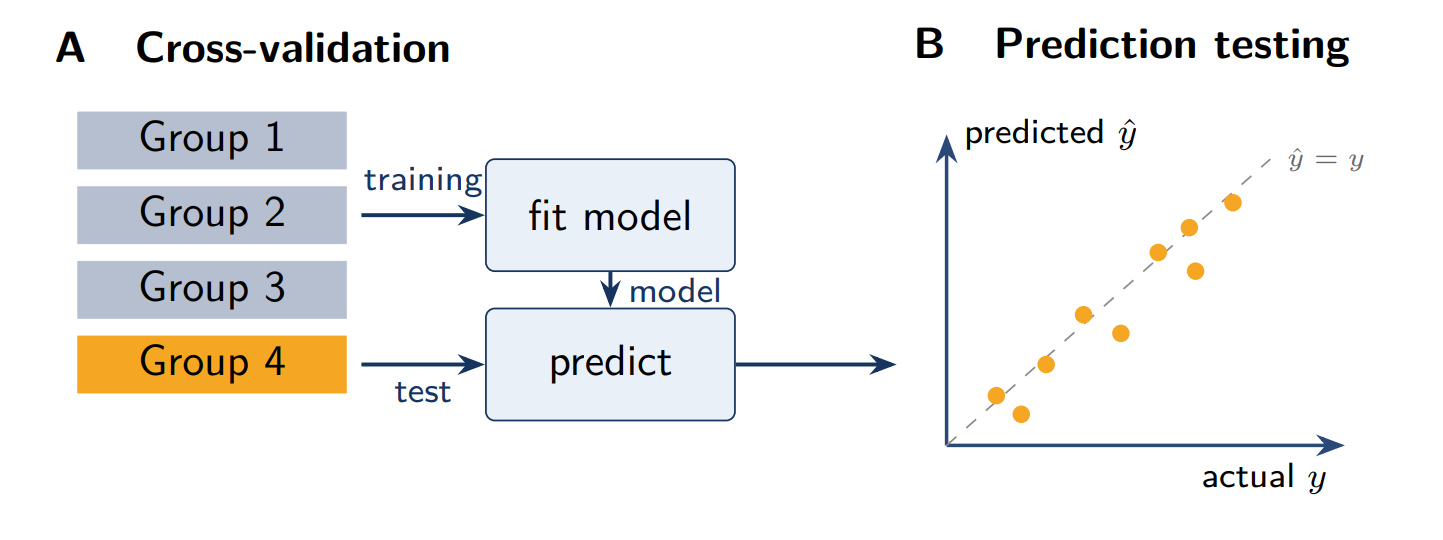 A Cross-validation
Group 1
Group 2
Group 3
Group 4
training
fit model
model
test
predict
B Prediction testing
predicted ŷ
ŷ = y
actual y